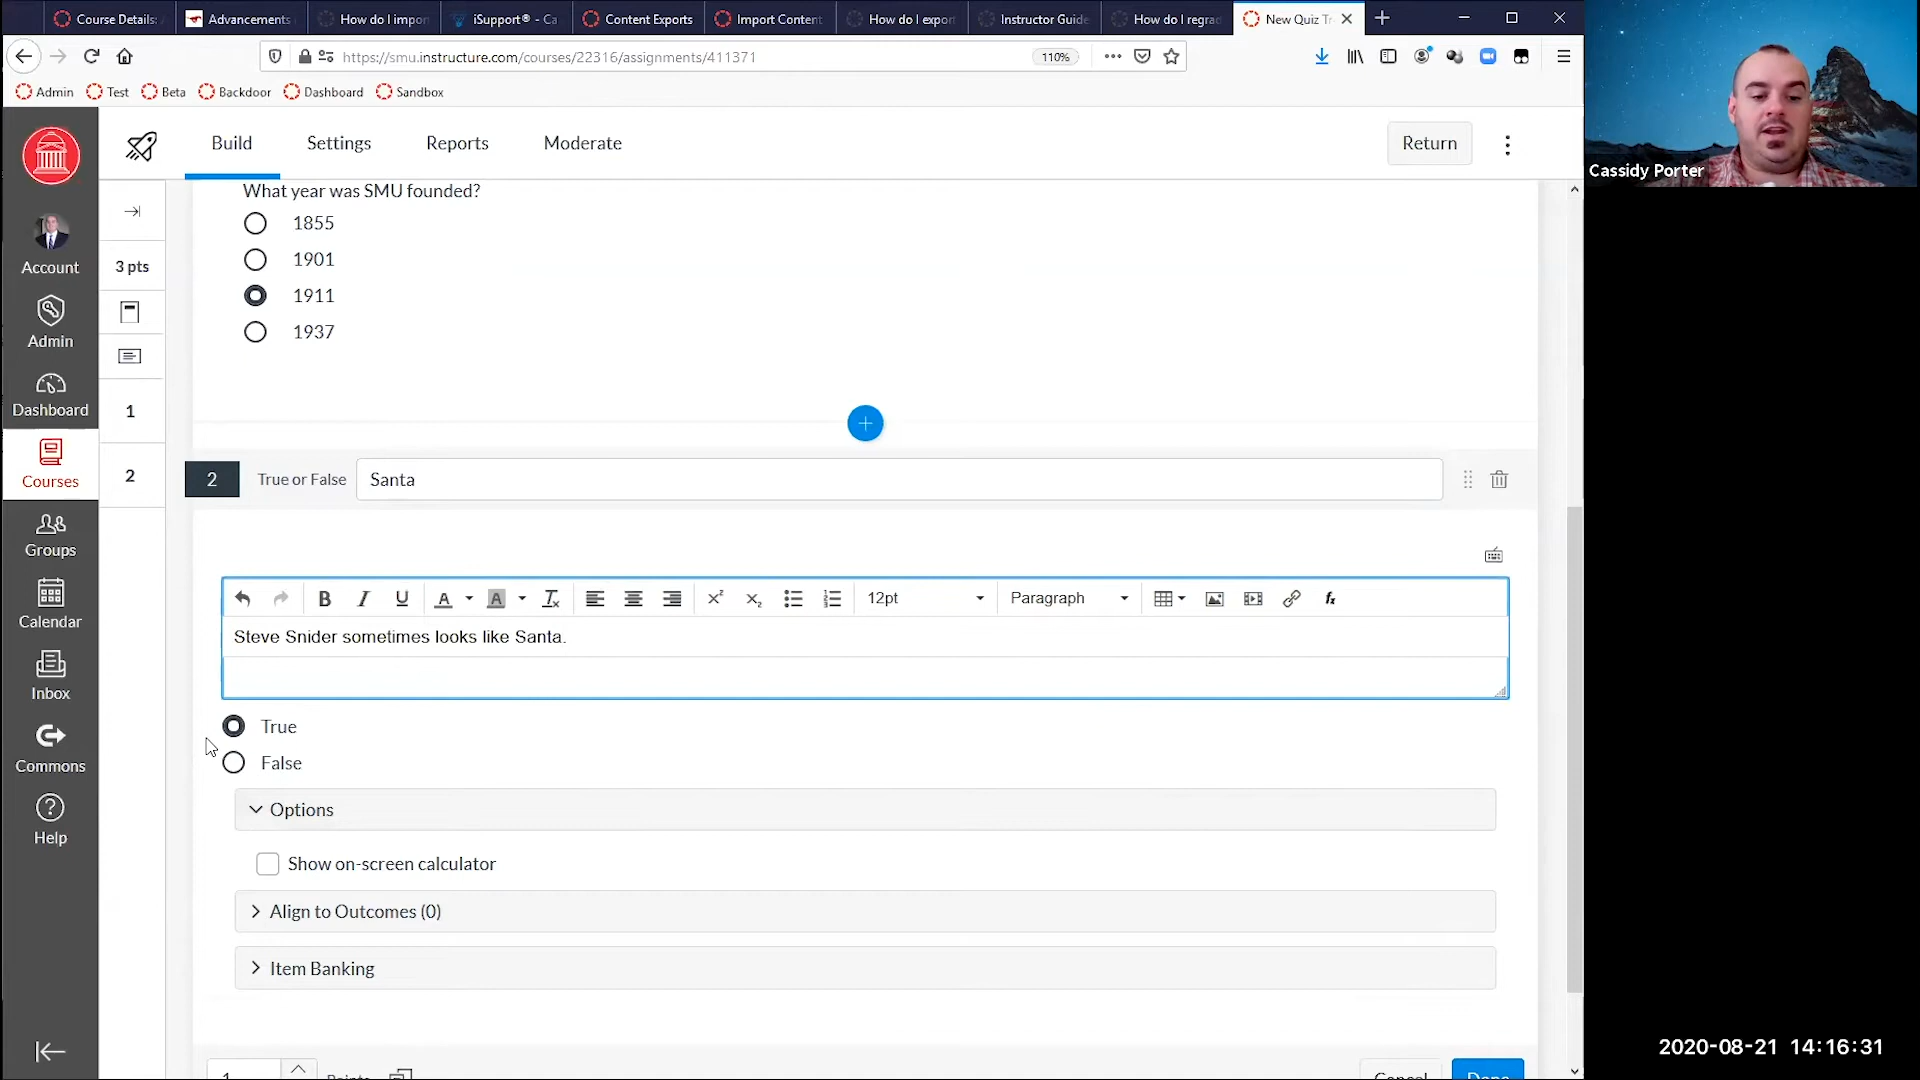 Course Details:
Advancements
How do I impor
iSupport® - Ca
Content Exports
Import Content
How do I expor
Instructor Guide
How do I regrad
New Quiz Tr
https://smu.instructure.com/courses/22316/assignments/411371
110%
Admin
Test
Beta
Backdoor
Dashboard
Sandbox
Account
Admin
Dashboard
Courses
Groups
Calendar
Inbox
Commons
Help
3 pts
1
2
Build
Settings
Reports
Moderate
Return
What year was SMU founded?
1855
1901
1911
1937
2
True or False
Santa
B I U A A
12pt
Paragraph
Steve Snider sometimes looks like Santa.
True
False
Options
Show on-screen calculator
Align to Outcomes (0)
Item Banking
1
Points
Cancel
Done
Cassidy Porter
2020-08-21 14:16:31